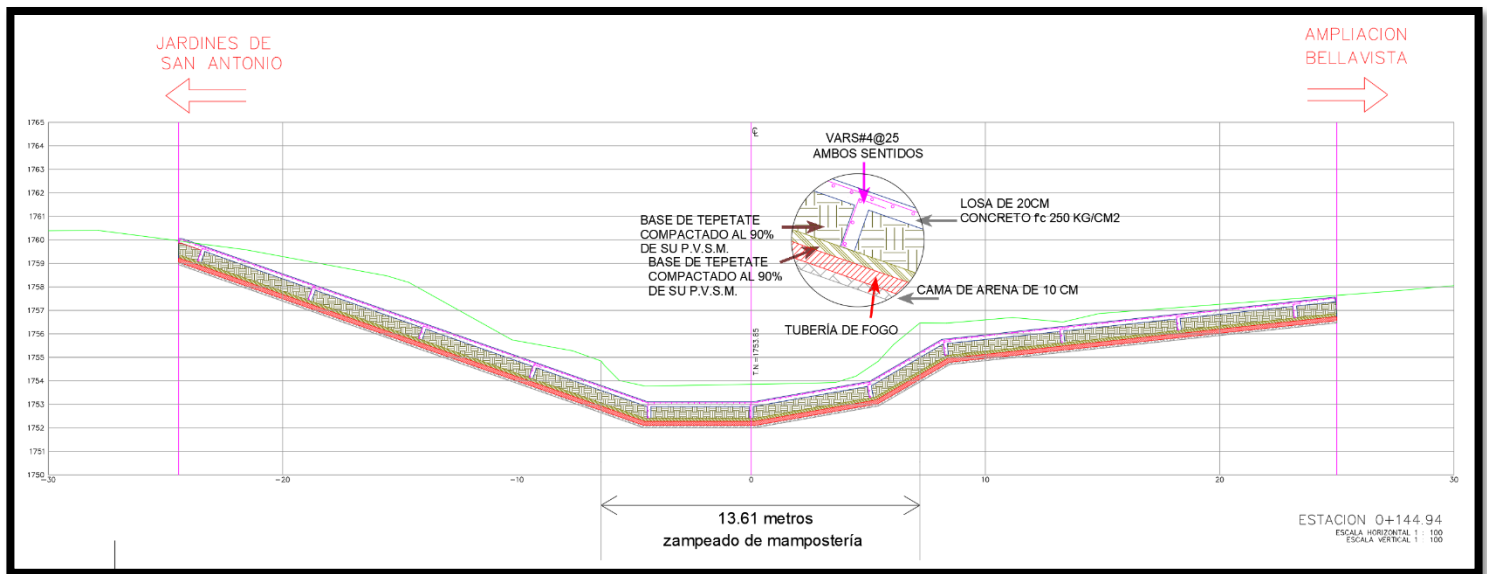 JARDINES DE
SAN ANTONIO
AMPLIACION
BELLAVISTA
1765
1764
1763
1762
1761
1760
1759
1758
1757
1756
1755
1754
1753
1752
1751
1750
℄
VARS#4@25
AMBOS SENTIDOS
LOSA DE 20CM
CONCRETO f'c 250 KG/CM2
BASE DE TEPETATE
COMPACTADO AL 90%
DE SU P.V.S.M.
BASE DE TEPETATE
COMPACTADO AL 90%
DE SU P.V.S.M.
CAMA DE ARENA DE 10 CM
TUBERÍA DE FOGO
T.N.=1753.85
-30
-20
-10
0
10
20
30
13.61 metros
zampeado de mampostería
ESTACION 0+144.94
ESCALA HORIZONTAL 1 : 100
ESCALA VERTICAL 1 : 100